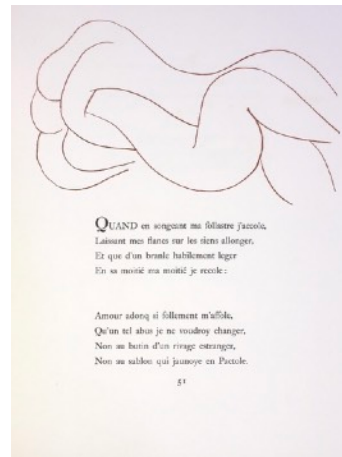 QUAND en songeant ma follastre j'accole,
Laissant mes flancs sur les siens allonger,
Et que d'un branle habilement leger
En sa moitié ma moitié je recole :
Amour adonq si follement m'affole,
Qu'un tel abus je ne voudroy changer,
Non au butin d'un rivage estranger,
Non au sablon qui jaunoye en Pactole.
51